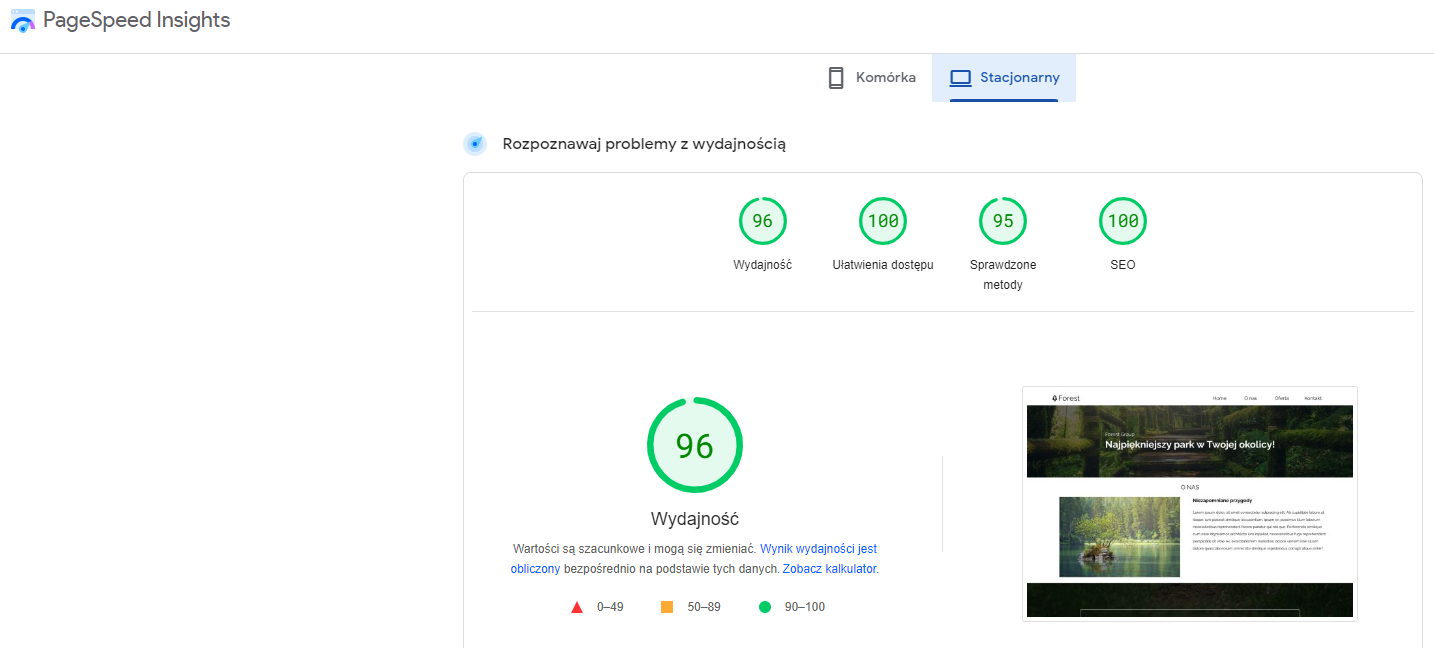 PageSpeed Insights
Komórka
Stacjonarny
Rozpoznawaj problemy z wydajnością
96
100
95
100
Wydajność
Ułatwienia dostępu
Sprawdzone
metody
SEO
96
Wydajność
Wartości są szacunkowe i mogą się zmieniać. Wynik wydajności jest
obliczony bezpośrednio na podstawie tych danych. Zobacz kalkulator.
0–49
50–89
90–100
Forest
Home O nas Oferta Kontakt
Forest Group
Najpiękniejszy park w Twojej okolicy!
O NAS
Niezapomniane przygody